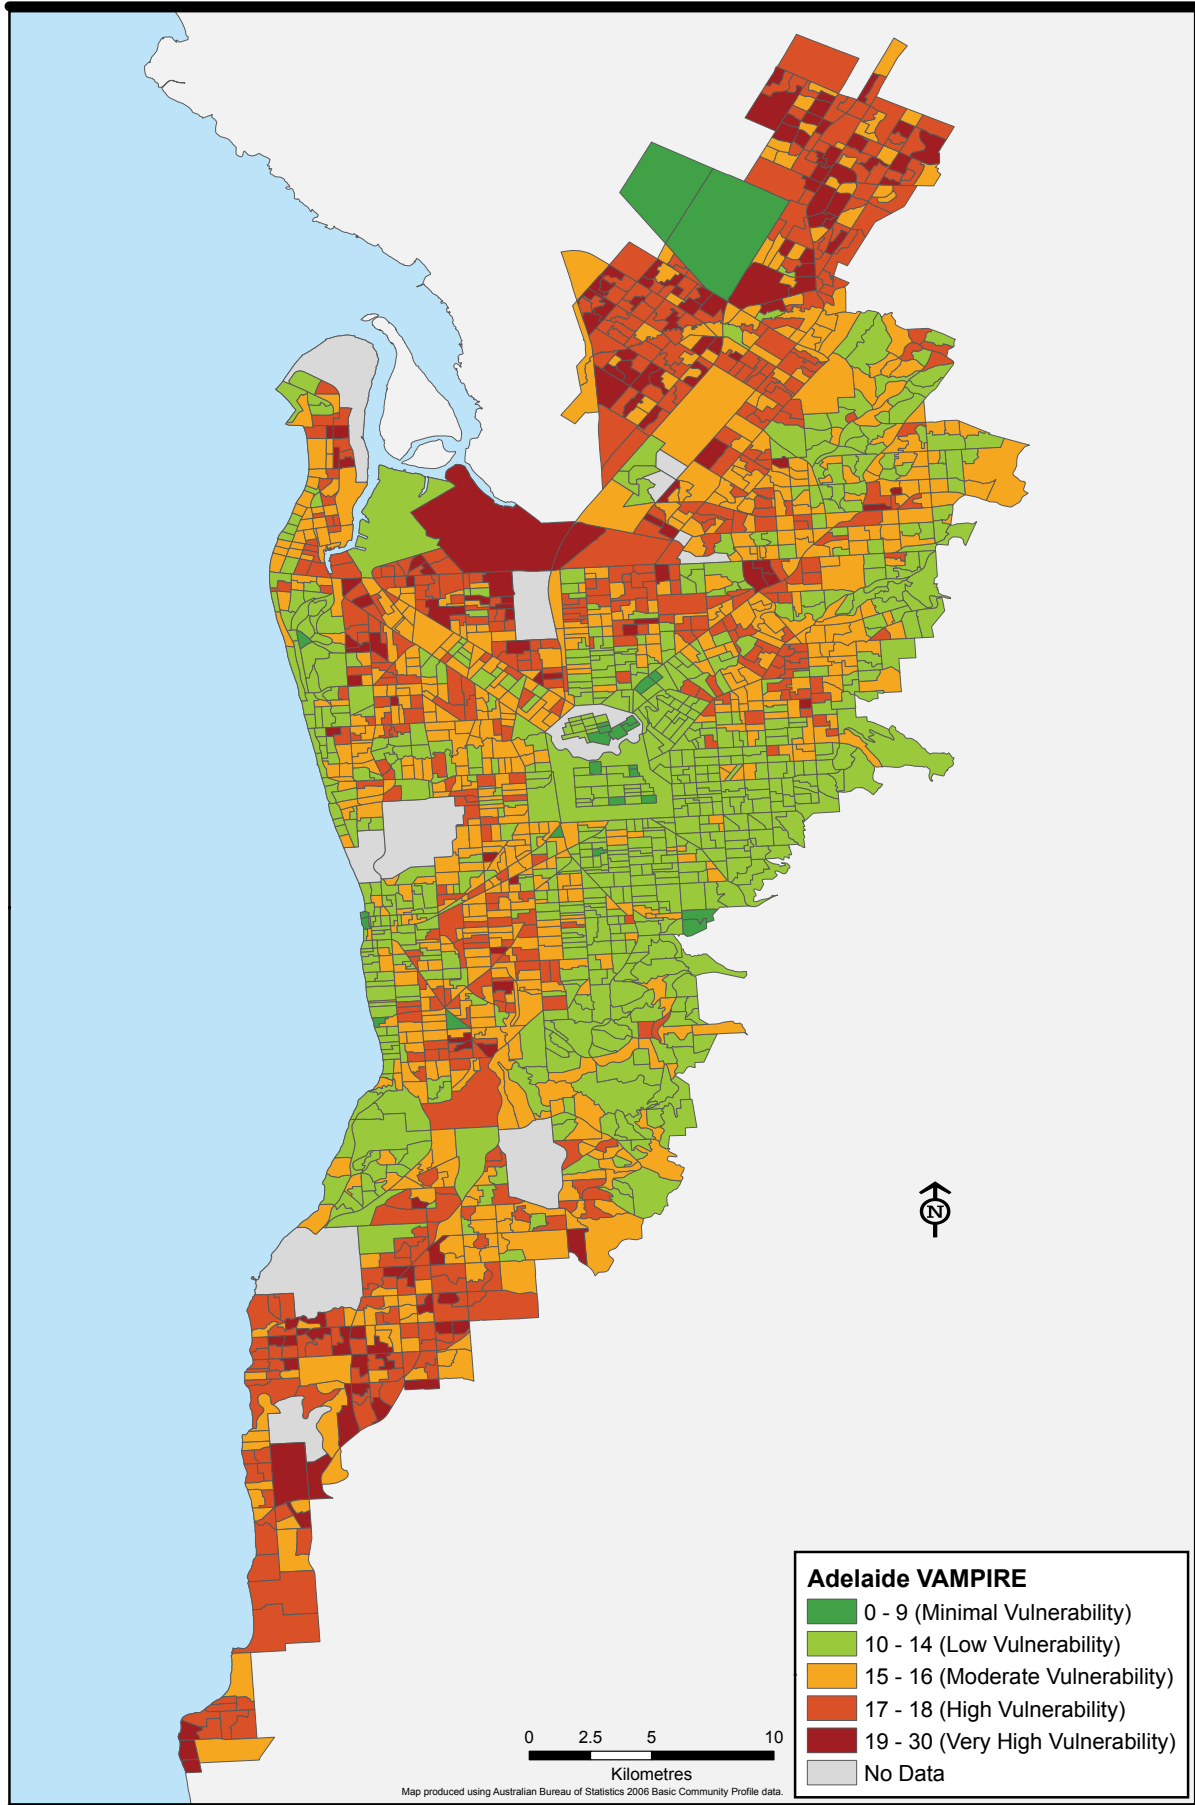 N
Adelaide VAMPIRE
0 - 9 (Minimal Vulnerability)
10 - 14 (Low Vulnerability)
15 - 16 (Moderate Vulnerability)
17 - 18 (High Vulnerability)
19 - 30 (Very High Vulnerability)
No Data
0 2.5 5 10
Kilometres
Map produced using Australian Bureau of Statistics 2006 Basic Community Profile data.